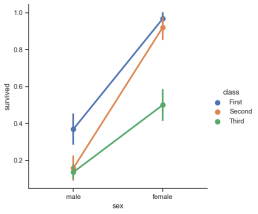 1.0
0.8
0.6
0.4
0.2
survived
male
female
sex
class
First
Second
Third